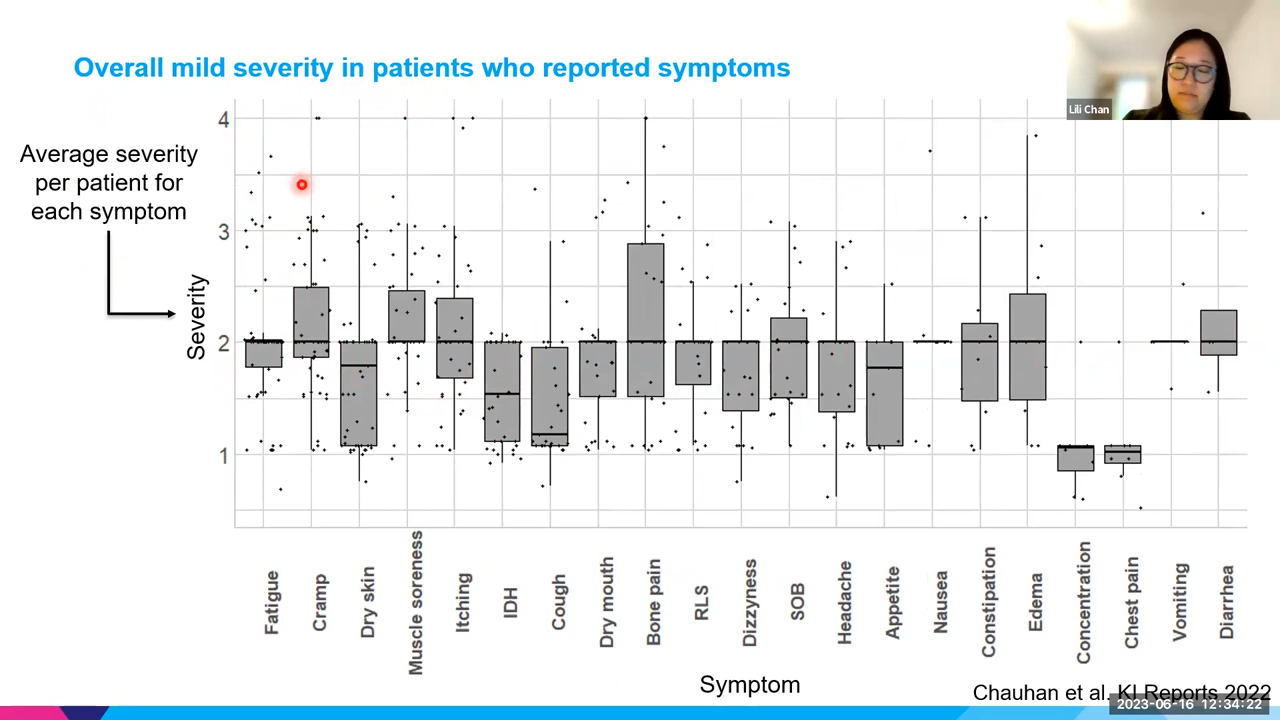 Overall mild severity in patients who reported symptoms
Lili Chan
Average severity
per patient for
each symptom
Severity
4
3
2
1
Fatigue
Cramp
Dry skin
Muscle soreness
Itching
IDH
Cough
Dry mouth
Bone pain
RLS
Dizzyness
SOB
Headache
Appetite
Nausea
Constipation
Edema
Concentration
Chest pain
Vomiting
Diarrhea
Symptom
Chauhan et al. KI Reports 2022
2023-06-16 12:34:22